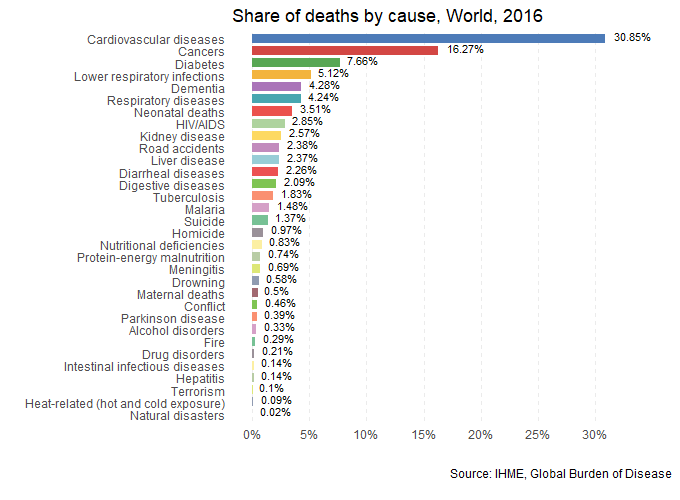 Share of deaths by cause, World, 2016
Cardiovascular diseases 30.85%
Cancers 16.27%
Diabetes 7.66%
Lower respiratory infections 5.12%
Dementia 4.28%
Respiratory diseases 4.24%
Neonatal deaths 3.51%
HIV/AIDS 2.85%
Kidney disease 2.57%
Road accidents 2.38%
Liver disease 2.37%
Diarrheal diseases 2.26%
Digestive diseases 2.09%
Tuberculosis 1.83%
Malaria 1.48%
Suicide 1.37%
Homicide 0.97%
Nutritional deficiencies 0.83%
Protein-energy malnutrition 0.74%
Meningitis 0.69%
Drowning 0.58%
Maternal deaths 0.5%
Conflict 0.46%
Parkinson disease 0.39%
Alcohol disorders 0.33%
Fire 0.29%
Drug disorders 0.21%
Intestinal infectious diseases 0.14%
Hepatitis 0.14%
Terrorism 0.1%
Heat-related (hot and cold exposure) 0.09%
Natural disasters 0.02%
0% 5% 10% 15% 20% 25% 30%
Source: IHME, Global Burden of Disease